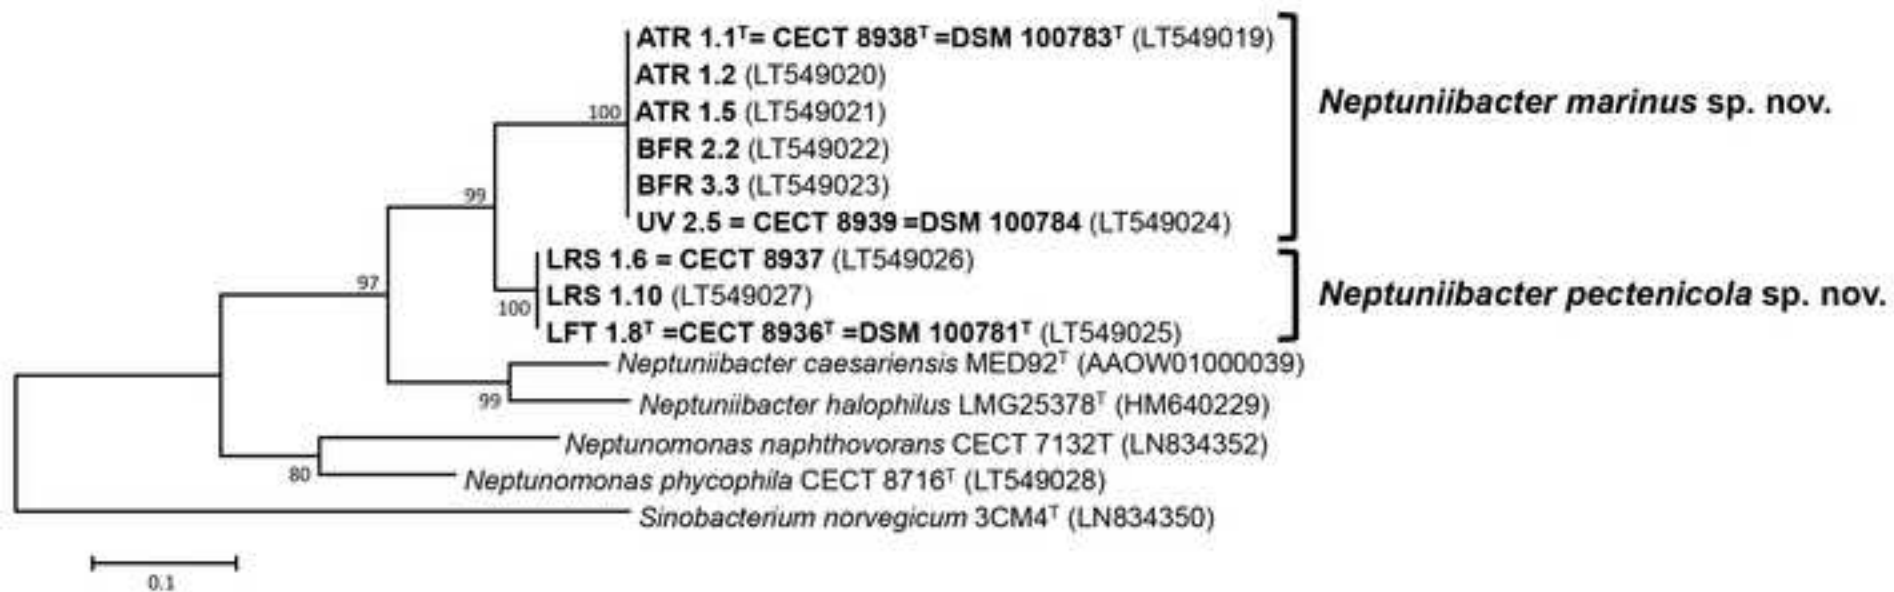 ATR 1.1ᵀ= CECT 8938ᵀ =DSM 100783ᵀ (LT549019)
ATR 1.2 (LT549020)
ATR 1.5 (LT549021)
BFR 2.2 (LT549022)
BFR 3.3 (LT549023)
UV 2.5 = CECT 8939 =DSM 100784 (LT549024)
Neptuniibacter marinus sp. nov.
LRS 1.6 = CECT 8937 (LT549026)
LRS 1.10 (LT549027)
LFT 1.8ᵀ =CECT 8936ᵀ =DSM 100781ᵀ (LT549025)
Neptuniibacter pectenicola sp. nov.
Neptuniibacter caesariensis MED92ᵀ (AAOW01000039)
Neptuniibacter halophilus LMG25378ᵀ (HM640229)
Neptunomonas naphthovorans CECT 7132T (LN834352)
Neptunomonas phycophila CECT 8716ᵀ (LT549028)
Sinobacterium norvegicum 3CM4ᵀ (LN834350)
100
99
97
100
99
80
0.1